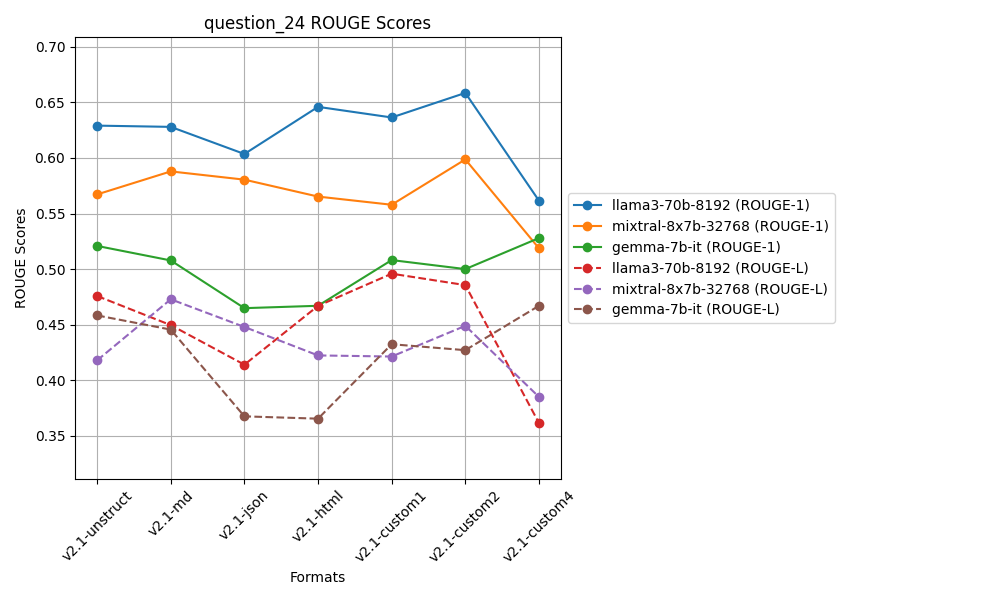 question_24 ROUGE Scores
ROUGE Scores
0.70
0.65
0.60
0.55
0.50
0.45
0.40
0.35
v2.1-unstruct
v2.1-md
v2.1-json
v2.1-html
v2.1-custom1
v2.1-custom2
v2.1-custom4
Formats
llama3-70b-8192 (ROUGE-1)
mixtral-8x7b-32768 (ROUGE-1)
gemma-7b-it (ROUGE-1)
llama3-70b-8192 (ROUGE-L)
mixtral-8x7b-32768 (ROUGE-L)
gemma-7b-it (ROUGE-L)